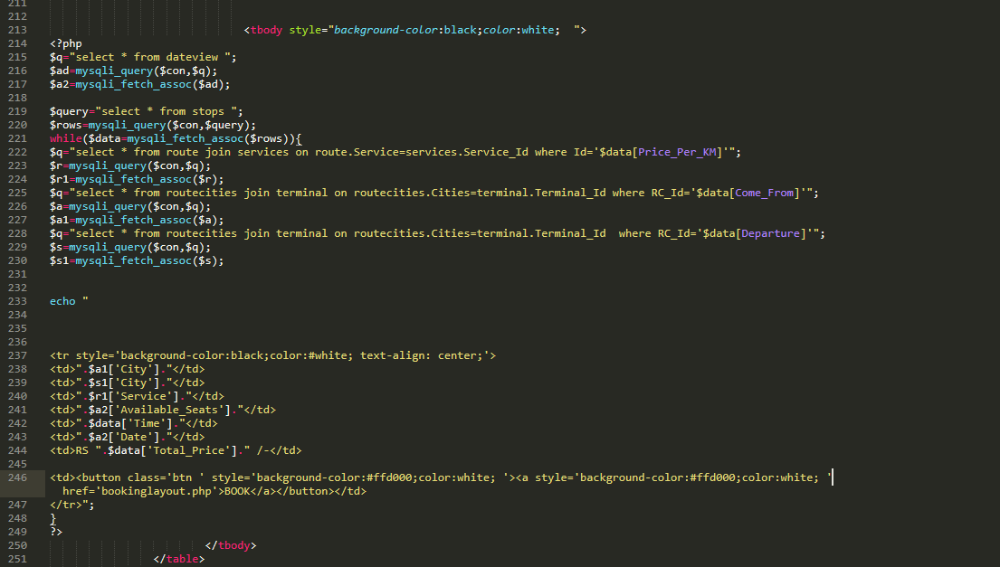 211
212
213 <tbody style="background-color:black;color:white;  ">
214 <?php
215 $q="select * from dateview ";
216 $ad=mysqli_query($con,$q);
217 $a2=mysqli_fetch_assoc($ad);
218
219 $query="select * from stops ";
220 $rows=mysqli_query($con,$query);
221 while($data=mysqli_fetch_assoc($rows)){
222 $q="select * from route join services on route.Service=services.Service_Id where Id='$data[Price_Per_KM]'";
223 $r=mysqli_query($con,$q);
224 $r1=mysqli_fetch_assoc($r);
225 $q="select * from routecities join terminal on routecities.Cities=terminal.Terminal_Id where RC_Id='$data[Come_From]'";
226 $a=mysqli_query($con,$q);
227 $a1=mysqli_fetch_assoc($a);
228 $q="select * from routecities join terminal on routecities.Cities=terminal.Terminal_Id  where RC_Id='$data[Departure]'";
229 $s=mysqli_query($con,$q);
230 $s1=mysqli_fetch_assoc($s);
231
232
233 echo "
234
235
236
237 <tr style='background-color:black;color:#white; text-align: center;'>
238 <td>".$a1['City']."</td>
239 <td>".$s1['City']."</td>
240 <td>".$r1['Service']."</td>
241 <td>".$a2['Available_Seats']."</td>
242 <td>".$data['Time']."</td>
243 <td>".$a2['Date']."</td>
244 <td>RS ".$data['Total_Price']." /-</td>
245
246 <td><button class='btn ' style='background-color:#ffd000;color:white; '><a style='background-color:#ffd000;color:white; '
href='bookinglayout.php'>BOOK</a></button></td>
247 </tr>";
248 }
249 ?>
250 </tbody>
251 </table>